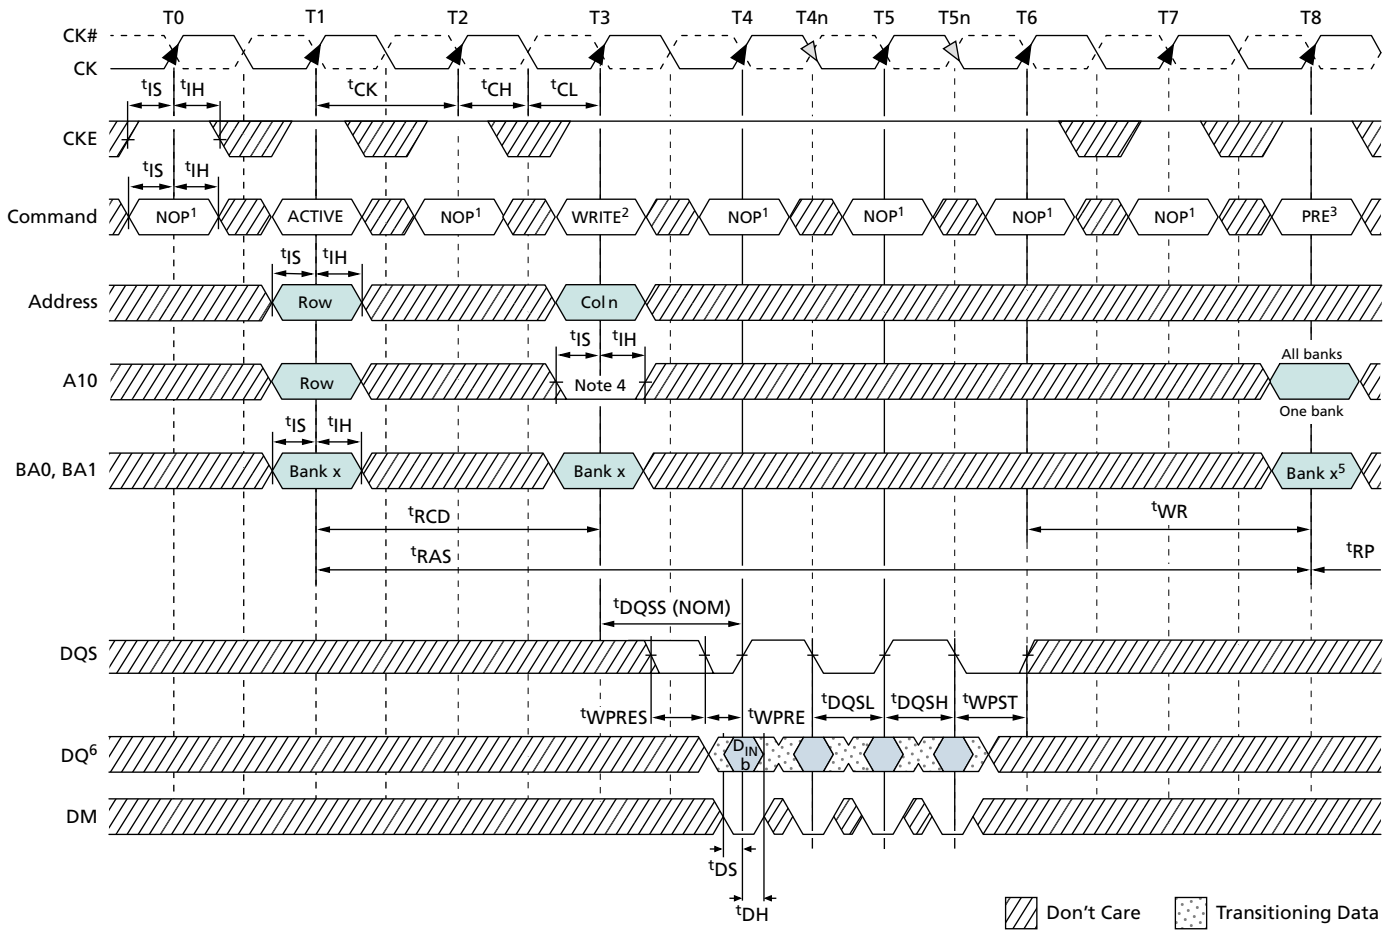 T0 T1 T2 T3 T4 T4n T5 T5n T6 T7 T8
CK#
CK
tIS tIH tCK tCH tCL
CKE
tIS tIH
Command NOP1 ACTIVE NOP1 WRITE2 NOP1 NOP1 NOP1 NOP1 PRE3
tIS tIH
Address Row Col n
tIS tIH
All banks
A10 Row Note 4
One bank
tIS tIH
BA0, BA1 Bank x Bank x Bank x5
tRCD tWR
tRAS tRP
tDQSS (NOM)
DQS
tWPRES tWPRE tDQSL tDQSH tWPST
DQ6 DIN
b
DM
tDS
tDH
Don't Care Transitioning Data